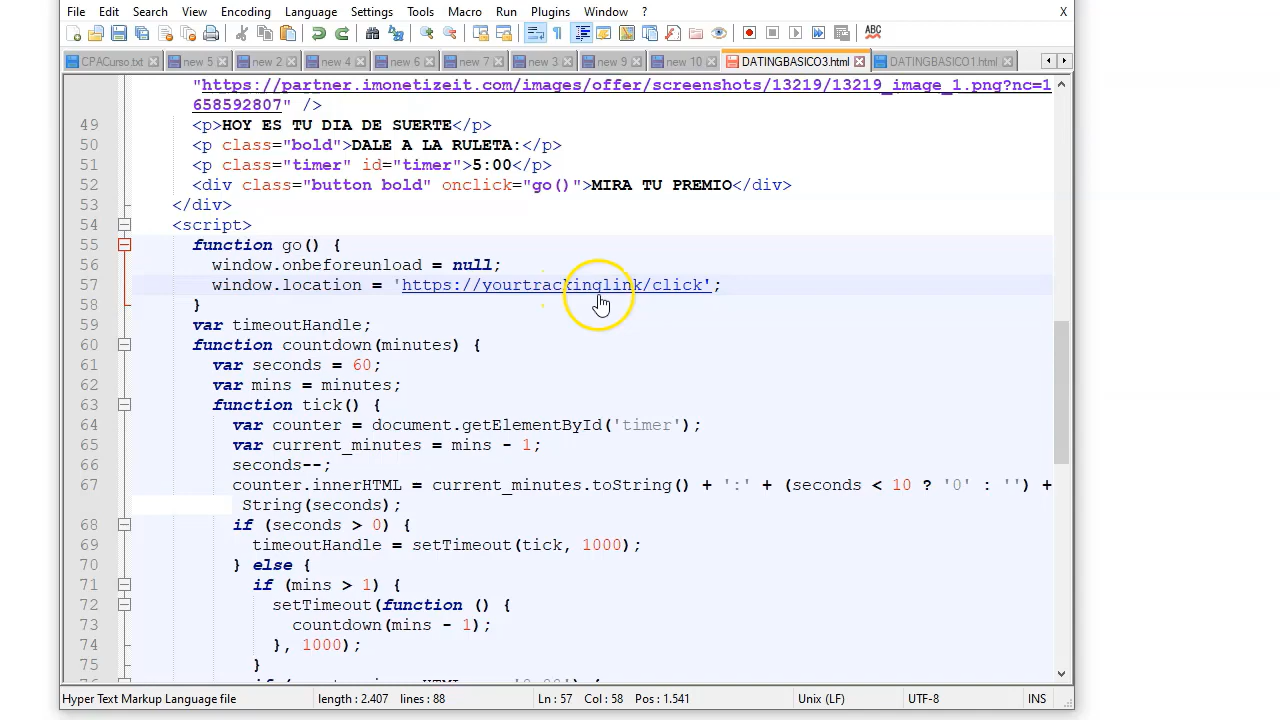 File Edit Search View Encoding Language Settings Tools Macro Run Plugins Window ? X
ABC
CPACurso.txt new 5 new 2 new 4 new 6 new 7 new 3 new 9 new 10 DATINGBASICO3.html DATINGBASICO1.html
"https://partner.imonetizeit.com/images/offer/screenshots/13219/13219_image_1.png?nc=1
658592807" />
49 <p>HOY ES TU DIA DE SUERTE</p>
50 <p class="bold">DALE A LA RULETA:</p>
51 <p class="timer" id="timer">5:00</p>
52 <div class="button bold" onclick="go()">MIRA TU PREMIO</div>
53 </div>
54 <script>
55 function go() {
56 window.onbeforeunload = null;
57 window.location = 'https://yourtrackinglink/click';
58 }
59 var timeoutHandle;
60 function countdown(minutes) {
61 var seconds = 60;
62 var mins = minutes;
63 function tick() {
64 var counter = document.getElementById('timer');
65 var current_minutes = mins - 1;
66 seconds--;
67 counter.innerHTML = current_minutes.toString() + ':' + (seconds < 10 ? '0' : '') +
String(seconds);
68 if (seconds > 0) {
69 timeoutHandle = setTimeout(tick, 1000);
70 } else {
71 if (mins > 1) {
72 setTimeout(function () {
73 countdown(mins - 1);
74 }, 1000);
75 }
Hyper Text Markup Language file length : 2.407 lines : 88 Ln : 57 Col : 58 Pos : 1.541 Unix (LF) UTF-8 INS